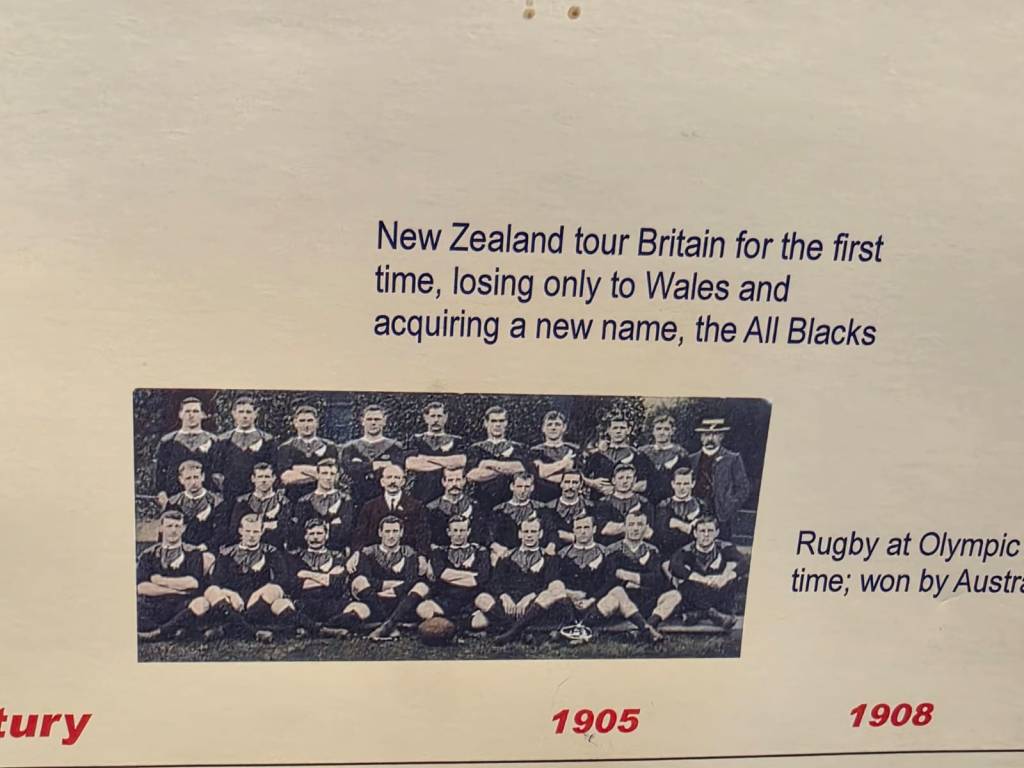 New Zealand tour Britain for the first
time, losing only to Wales and
acquiring a new name, the All Blacks
Rugby at Olympic
time; won by Austra
tury
1905
1908